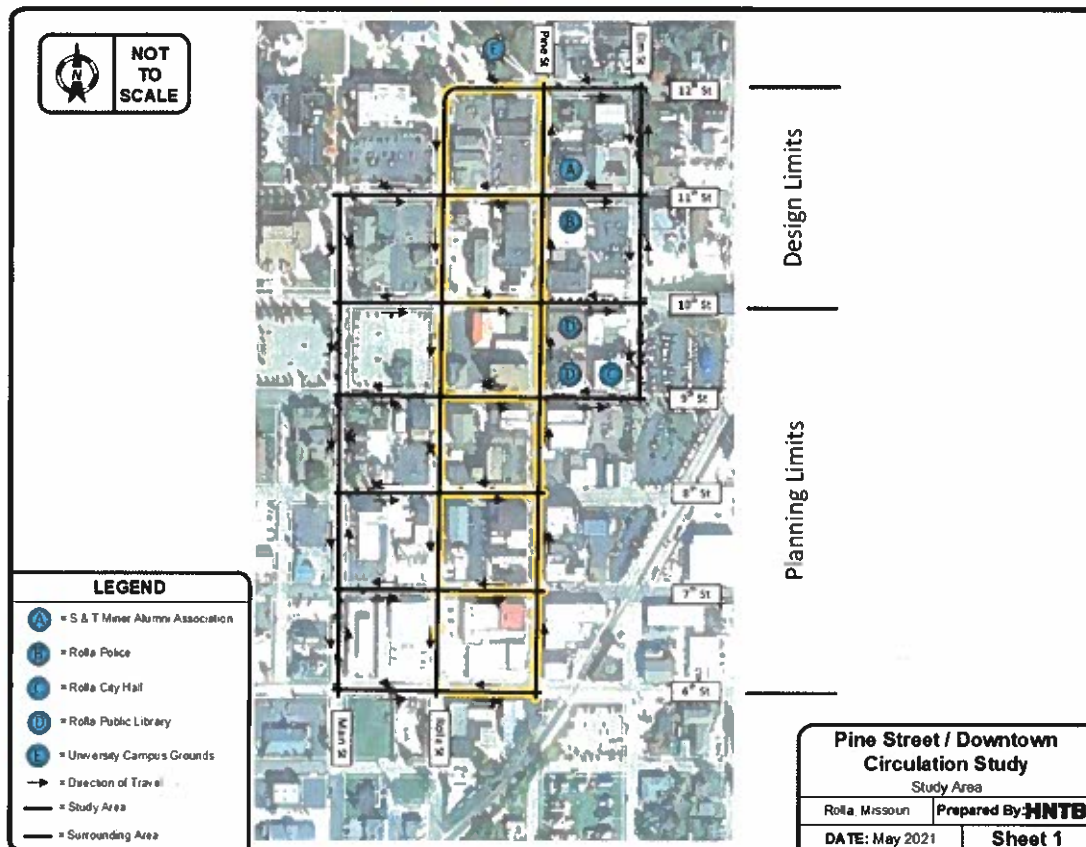 NOT
TO
SCALE
E
Pine St
Elm St
12th St
A
11th St
B
10th St
D
D
C
9th St
8th St
7th St
6th St
Main St
Rolla St
Design Limits
Planning Limits
LEGEND
A = S & T Miner Alumni Association
B = Rolla Police
C = Rolla City Hall
D = Rolla Public Library
E = University Campus Grounds
= Direction of Travel
= Study Area
= Surrounding Area
Pine Street / Downtown
Circulation Study
Study Area
Rolla, Missouri
Prepared By: HNTB
DATE: May 2021
Sheet 1